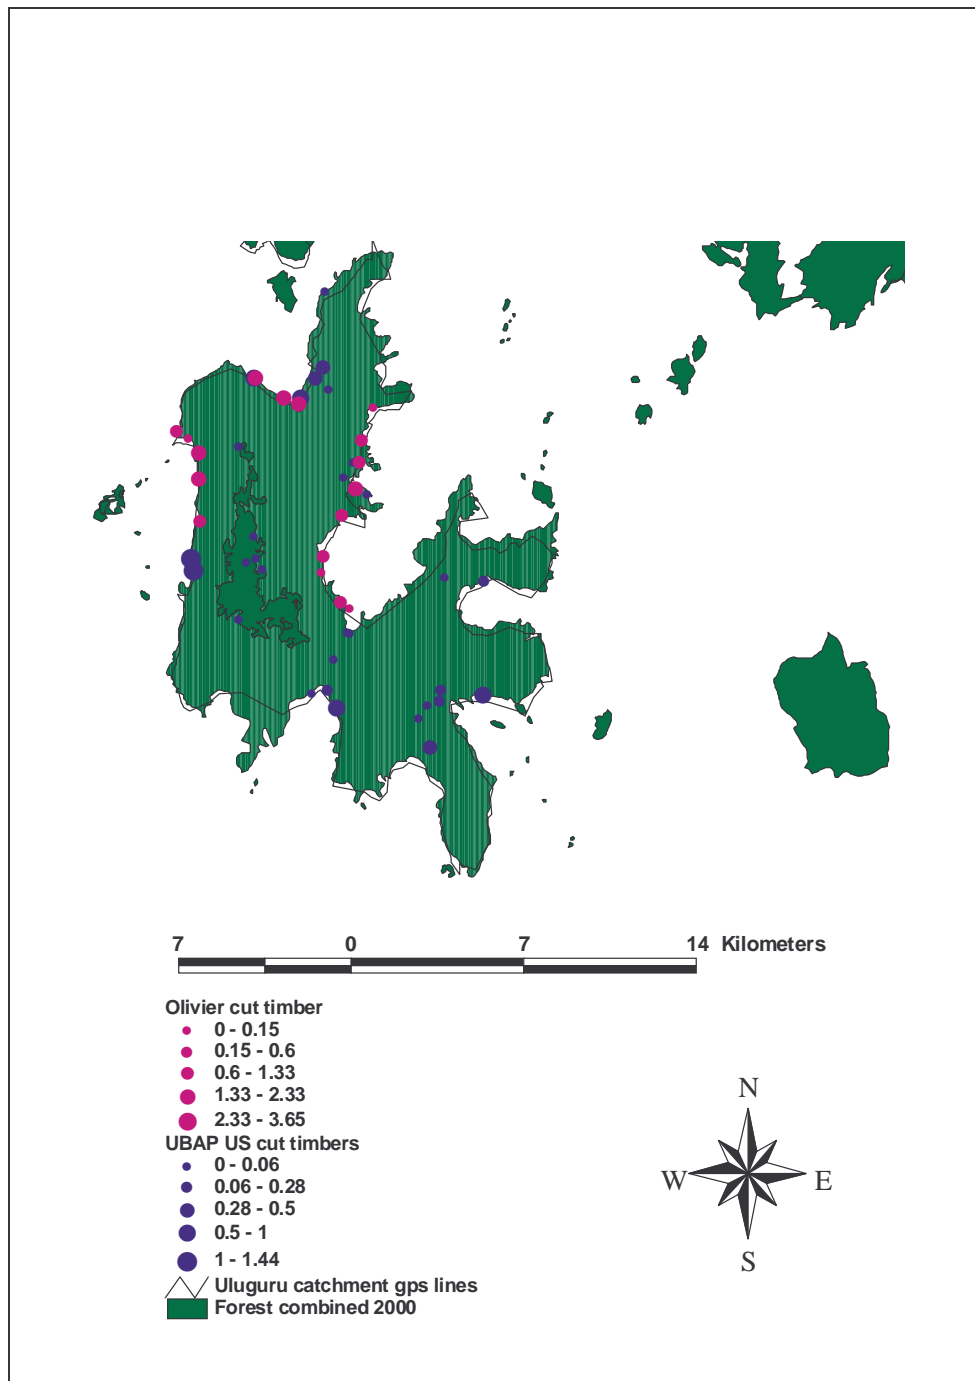 7 0 7 14 Kilometers
Olivier cut timber
0 - 0.15
0.15 - 0.6
0.6 - 1.33
1.33 - 2.33
2.33 - 3.65
UBAP US cut timbers
0 - 0.06
0.06 - 0.28
0.28 - 0.5
0.5 - 1
1 - 1.44
Uluguru catchment gps lines
Forest combined 2000
N
W E
S